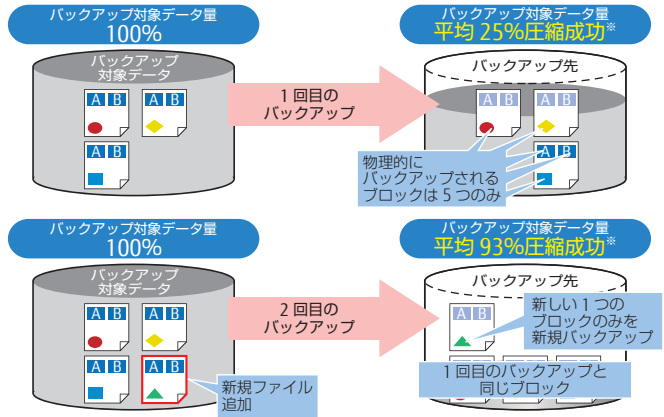 バックアップ対象データ量
100%
バックアップ
対象データ
A B
A B
A B
1回目の
バックアップ
バックアップ対象データ量
平均 25%圧縮成功※
バックアップ先
A B
A B
A B
物理的に
バックアップされる
ブロックは5つのみ
バックアップ対象データ量
100%
バックアップ
対象データ
A B
A B
A B
A B
新規ファイル
追加
2回目の
バックアップ
バックアップ対象データ量
平均 93%圧縮成功※
バックアップ先
A B
新しい1つの
ブロックのみを
新規バックアップ
1回目のバックアップと
同じブロック